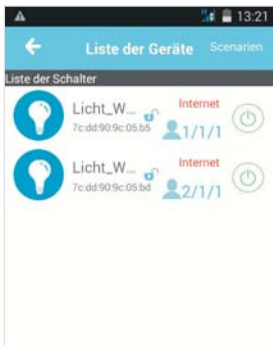 13:21
Liste der Geräte
Scenarien
Liste der Schalter
Licht_W...
Internet
7c:dd:90:9c:05:b5
1/1/1
Licht_W...
Internet
7c:dd:90:9c:05:bd
2/1/1